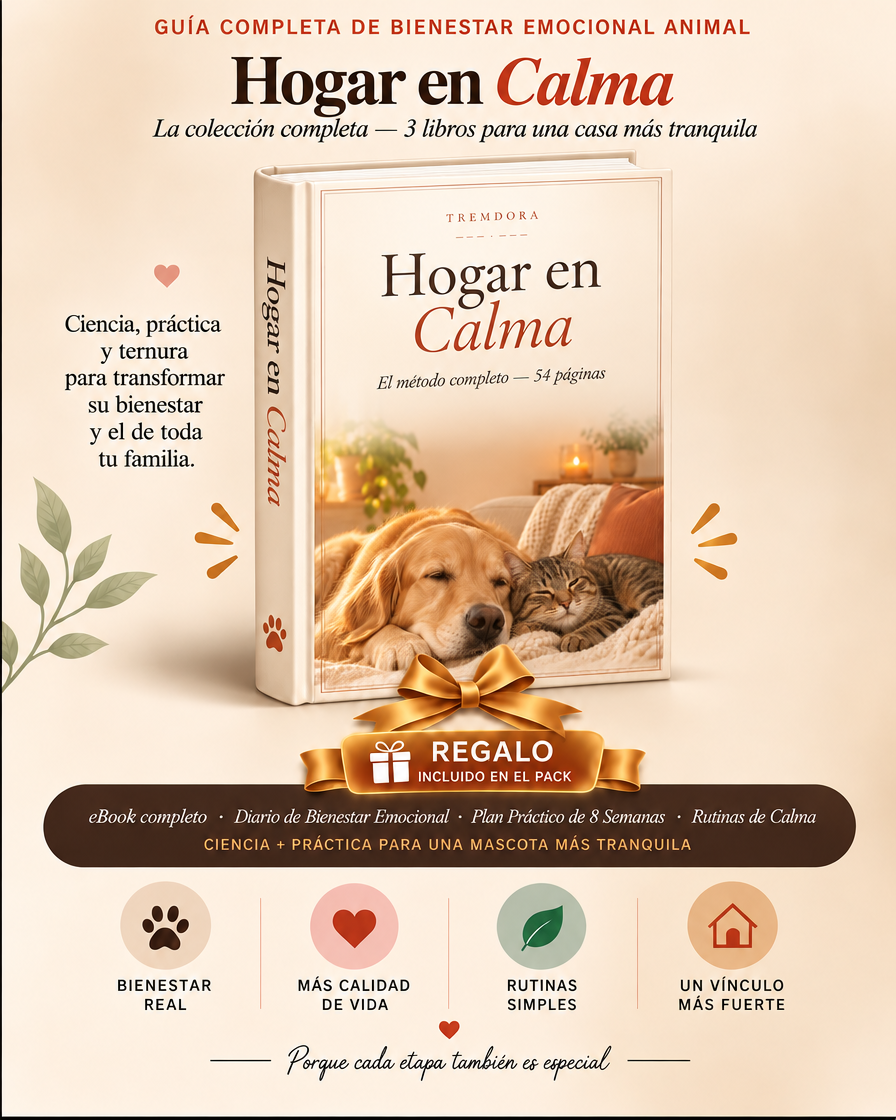 GUÍA COMPLETA DE BIENESTAR EMOCIONAL ANIMAL
Hogar en Calma
La colección completa — 3 libros para una casa más tranquila
TREMDORA
Hogar en
Calma
El método completo — 54 páginas
Hogar en Calma
Ciencia, práctica
y ternura
para transformar
su bienestar
y el de toda
tu familia.
REGALO
INCLUIDO EN EL PACK
eBook completo · Diario de Bienestar Emocional · Plan Práctico de 8 Semanas · Rutinas de Calma
CIENCIA + PRÁCTICA PARA UNA MASCOTA MÁS TRANQUILA
BIENESTAR
REAL
MÁS CALIDAD
DE VIDA
RUTINAS
SIMPLES
UN VÍNCULO
MÁS FUERTE
Porque cada etapa también es especial